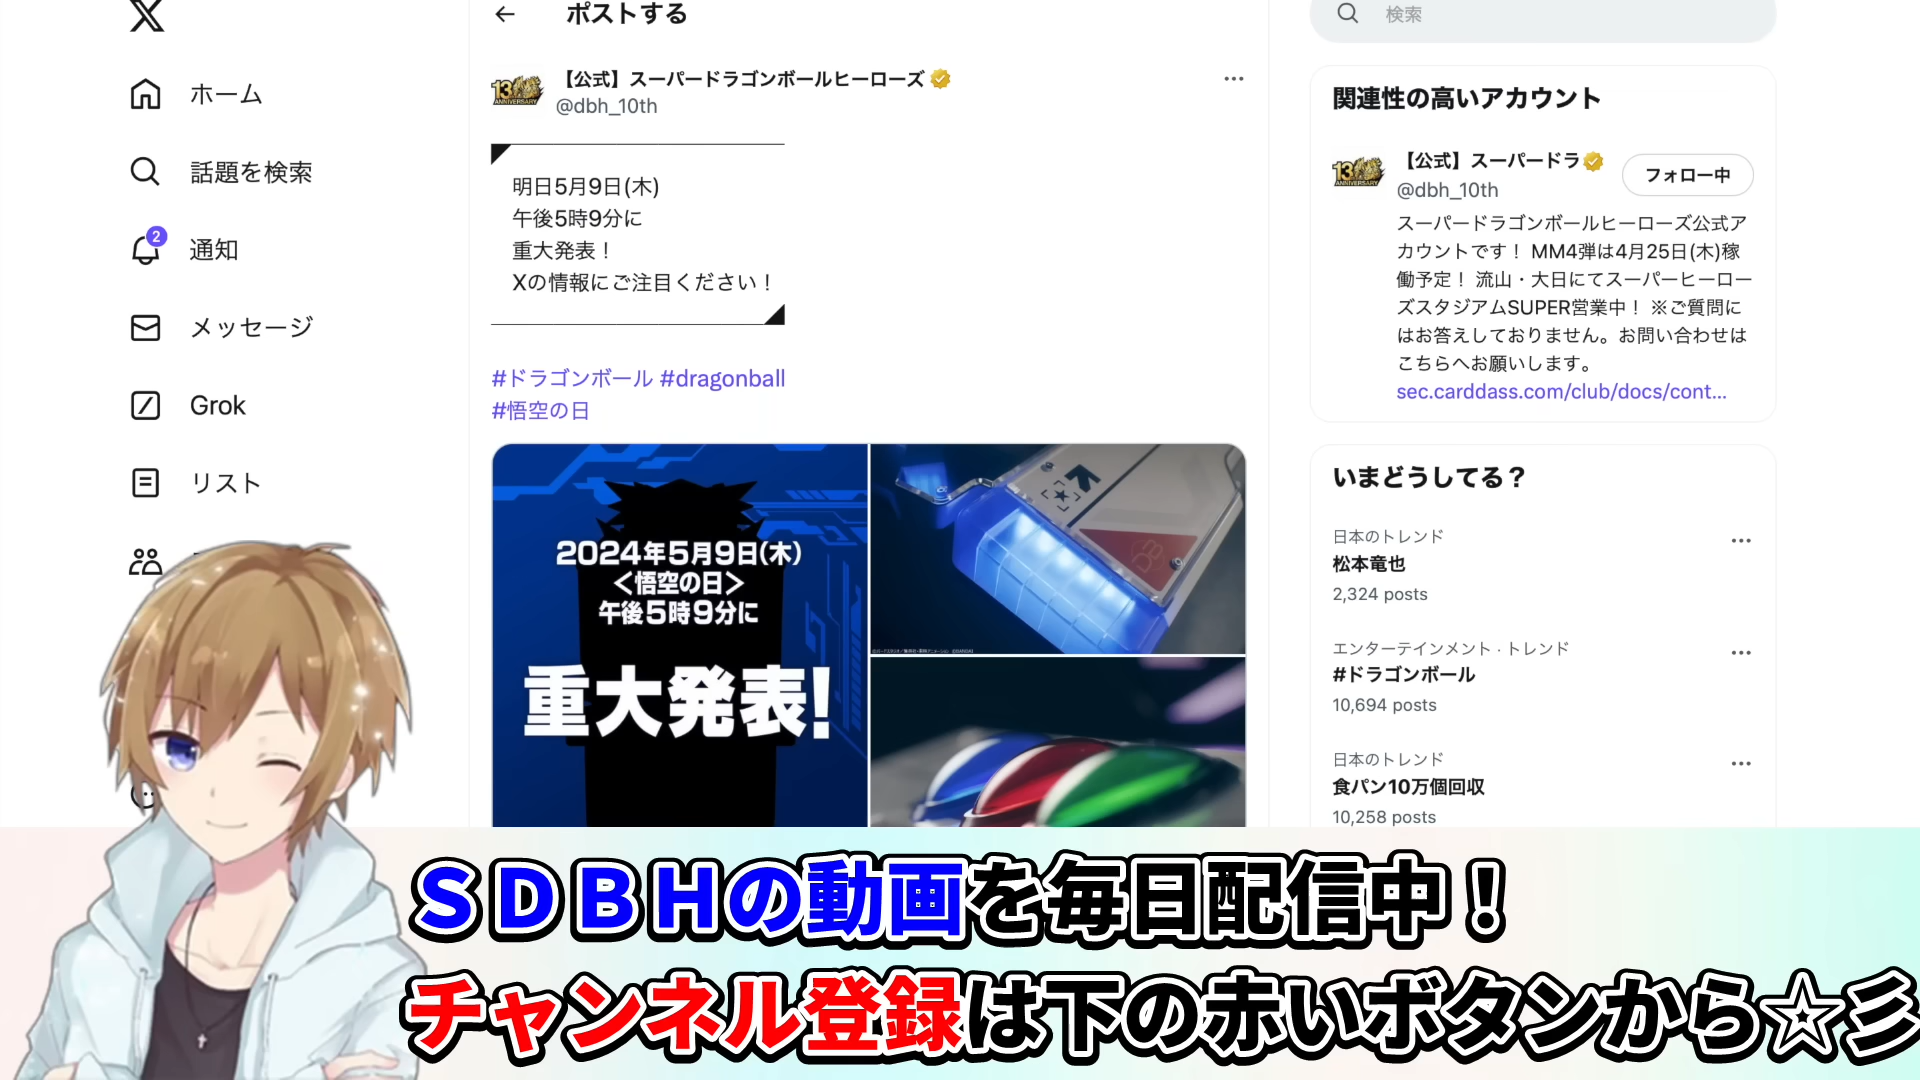 ポストする
検索
ホーム
話題を検索
2
通知
メッセージ
Grok
リスト
13
ANNIVERSARY
【公式】スーパードラゴンボールヒーローズ
@dbh_10th
明日5月9日(木)
午後5時9分に
重大発表！
Xの情報にご注目ください！
#ドラゴンボール #dragonball
#悟空の日
2024年5月9日(木)
＜悟空の日＞
午後5時9分に
重大発表!
関連性の高いアカウント
13
ANNIVERSARY
【公式】スーパードラ
@dbh_10th
フォロー中
スーパードラゴンボールヒーローズ公式ア
カウントです！ MM4弾は4月25日(木)稼
働予定！ 流山・大日にてスーパーヒーロー
ズスタジアムSUPER営業中！ ※ご質問に
はお答えしておりません。お問い合わせは
こちらへお願いします。
sec.carddass.com/club/docs/cont…
いまどうしてる？
日本のトレンド
松本竜也
2,324 posts
エンターテインメント · トレンド
#ドラゴンボール
10,694 posts
日本のトレンド
食パン10万個回収
10,258 posts
ＳＤＢＨの動画を毎日配信中！
チャンネル登録は下の赤いボタンから☆彡